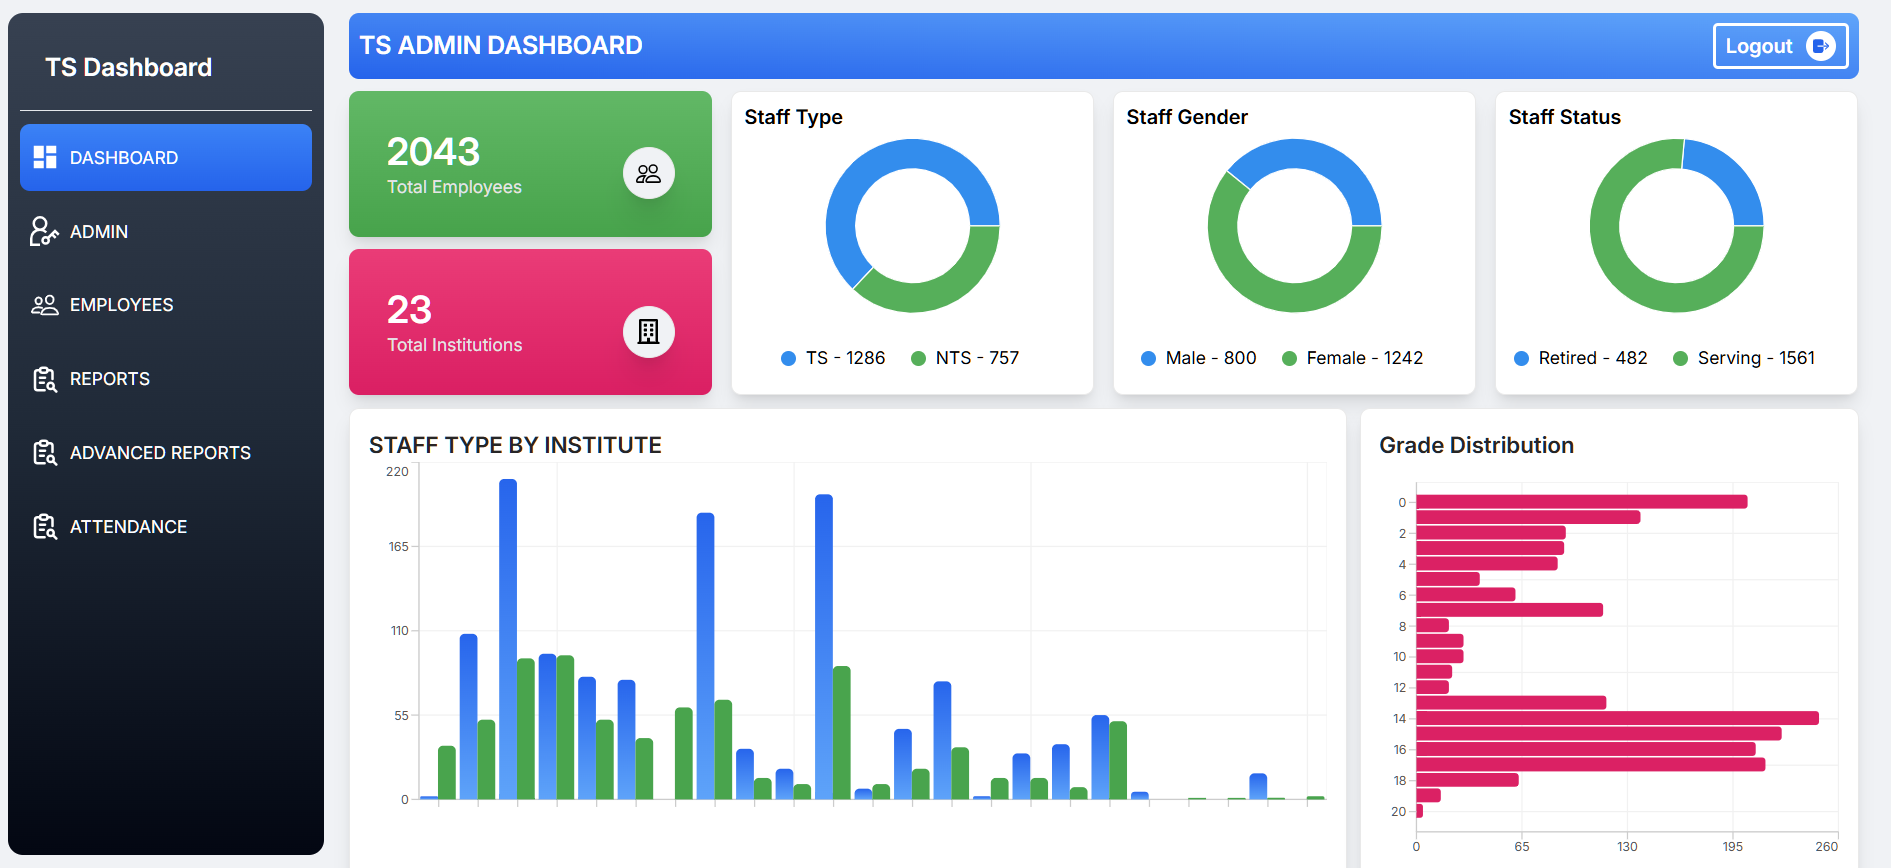 TS Dashboard
DASHBOARD
ADMIN
EMPLOYEES
REPORTS
ADVANCED REPORTS
ATTENDANCE
TS ADMIN DASHBOARD
Logout
2043
Total Employees
23
Total Institutions
Staff Type
TS - 1286 NTS - 757
Staff Gender
Male - 800 Female - 1242
Staff Status
Retired - 482 Serving - 1561
STAFF TYPE BY INSTITUTE
220
165
110
55
0
Grade Distribution
0
2
4
6
8
10
12
14
16
18
20
0 65 130 195 260